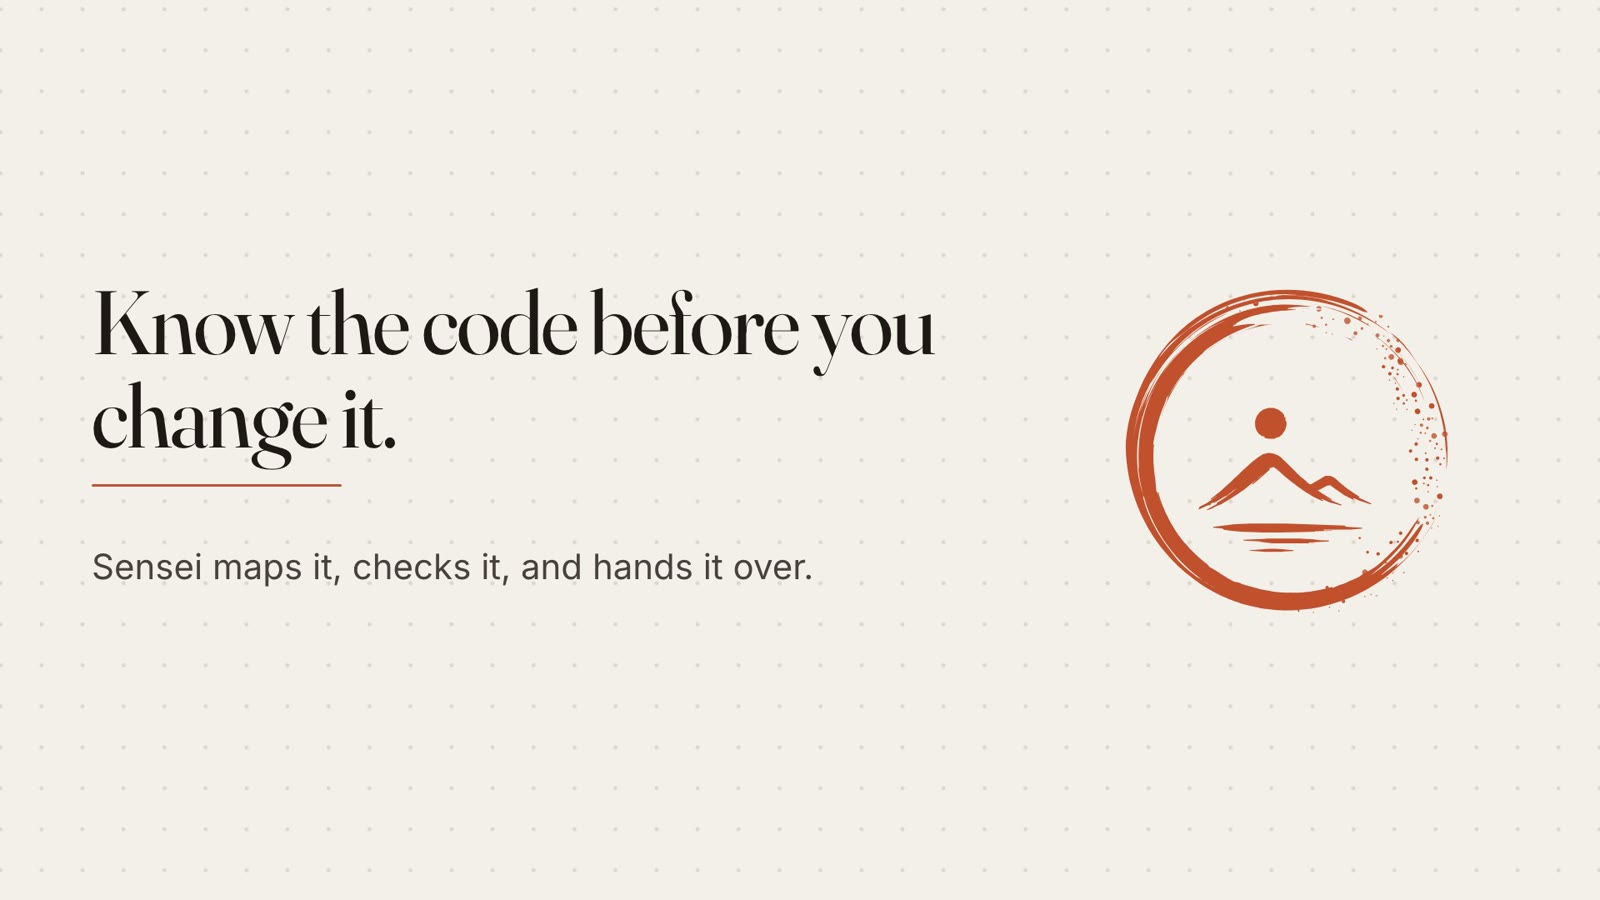 Know the code before you
change it.
Sensei maps it, checks it, and hands it over.